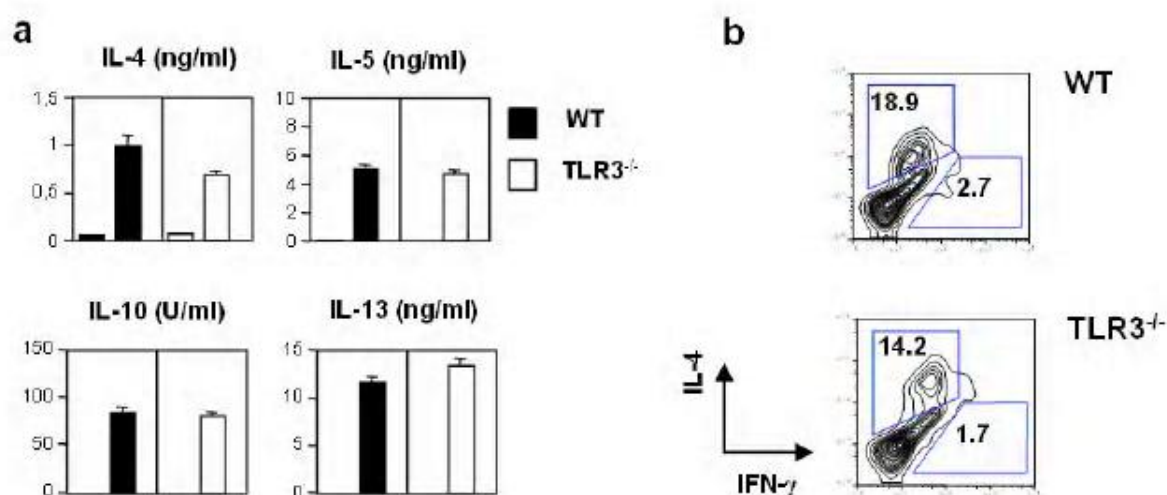 a
IL-4 (ng/ml)
1,5
1
0,5
0
IL-5 (ng/ml)
10
8
6
4
2
0
WT
TLR3-/-
IL-10 (U/ml)
150
100
50
0
IL-13 (ng/ml)
15
10
5
0
b
WT
18.9
2.7
TLR3-/-
14.2
1.7
IL-4
IFN-γ